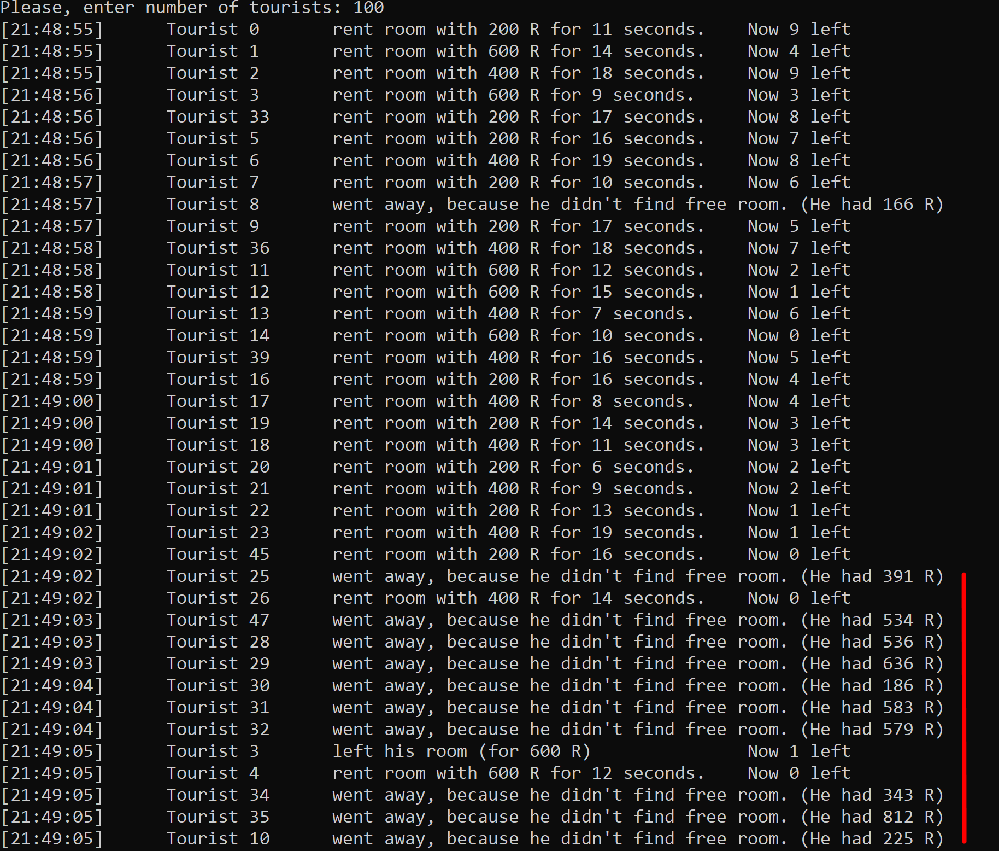 Please, enter number of tourists: 100
[21:48:55] Tourist 0 rent room with 200 R for 11 seconds. Now 9 left
[21:48:55] Tourist 1 rent room with 600 R for 14 seconds. Now 4 left
[21:48:55] Tourist 2 rent room with 400 R for 18 seconds. Now 9 left
[21:48:56] Tourist 3 rent room with 600 R for 9 seconds. Now 3 left
[21:48:56] Tourist 33 rent room with 200 R for 17 seconds. Now 8 left
[21:48:56] Tourist 5 rent room with 200 R for 16 seconds. Now 7 left
[21:48:56] Tourist 6 rent room with 400 R for 19 seconds. Now 8 left
[21:48:57] Tourist 7 rent room with 200 R for 10 seconds. Now 6 left
[21:48:57] Tourist 8 went away, because he didn't find free room. (He had 166 R)
[21:48:57] Tourist 9 rent room with 200 R for 17 seconds. Now 5 left
[21:48:58] Tourist 36 rent room with 400 R for 18 seconds. Now 7 left
[21:48:58] Tourist 11 rent room with 600 R for 12 seconds. Now 2 left
[21:48:58] Tourist 12 rent room with 600 R for 15 seconds. Now 1 left
[21:48:59] Tourist 13 rent room with 400 R for 7 seconds. Now 6 left
[21:48:59] Tourist 14 rent room with 600 R for 10 seconds. Now 0 left
[21:48:59] Tourist 39 rent room with 400 R for 16 seconds. Now 5 left
[21:48:59] Tourist 16 rent room with 200 R for 16 seconds. Now 4 left
[21:49:00] Tourist 17 rent room with 400 R for 8 seconds. Now 4 left
[21:49:00] Tourist 19 rent room with 200 R for 14 seconds. Now 3 left
[21:49:00] Tourist 18 rent room with 400 R for 11 seconds. Now 3 left
[21:49:01] Tourist 20 rent room with 200 R for 6 seconds. Now 2 left
[21:49:01] Tourist 21 rent room with 400 R for 9 seconds. Now 2 left
[21:49:01] Tourist 22 rent room with 200 R for 13 seconds. Now 1 left
[21:49:02] Tourist 23 rent room with 400 R for 19 seconds. Now 1 left
[21:49:02] Tourist 45 rent room with 200 R for 16 seconds. Now 0 left
[21:49:02] Tourist 25 went away, because he didn't find free room. (He had 391 R)
[21:49:02] Tourist 26 rent room with 400 R for 14 seconds. Now 0 left
[21:49:03] Tourist 47 went away, because he didn't find free room. (He had 534 R)
[21:49:03] Tourist 28 went away, because he didn't find free room. (He had 536 R)
[21:49:03] Tourist 29 went away, because he didn't find free room. (He had 636 R)
[21:49:04] Tourist 30 went away, because he didn't find free room. (He had 186 R)
[21:49:04] Tourist 31 went away, because he didn't find free room. (He had 583 R)
[21:49:04] Tourist 32 went away, because he didn't find free room. (He had 579 R)
[21:49:05] Tourist 3 left his room (for 600 R) Now 1 left
[21:49:05] Tourist 4 rent room with 600 R for 12 seconds. Now 0 left
[21:49:05] Tourist 34 went away, because he didn't find free room. (He had 343 R)
[21:49:05] Tourist 35 went away, because he didn't find free room. (He had 812 R)
[21:49:05] Tourist 10 went away, because he didn't find free room. (He had 225 R)